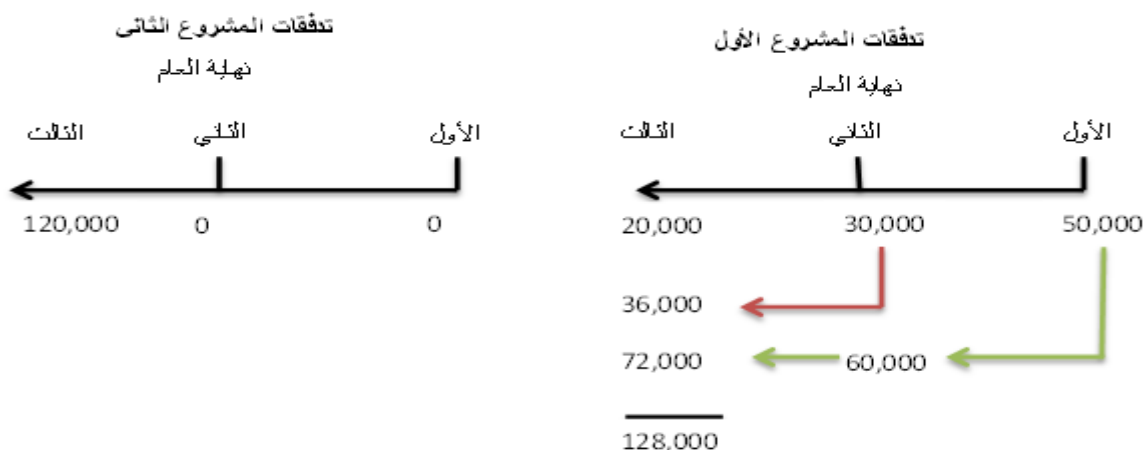 تدفقات المشروع الأول
نهاية العام
الأول الثاني الثالث
50,000 30,000 20,000
36,000
60,000 72,000
128,000
تدفقات المشروع الثانى
نهاية العام
الأول الثاني الثالث
0 0 120,000